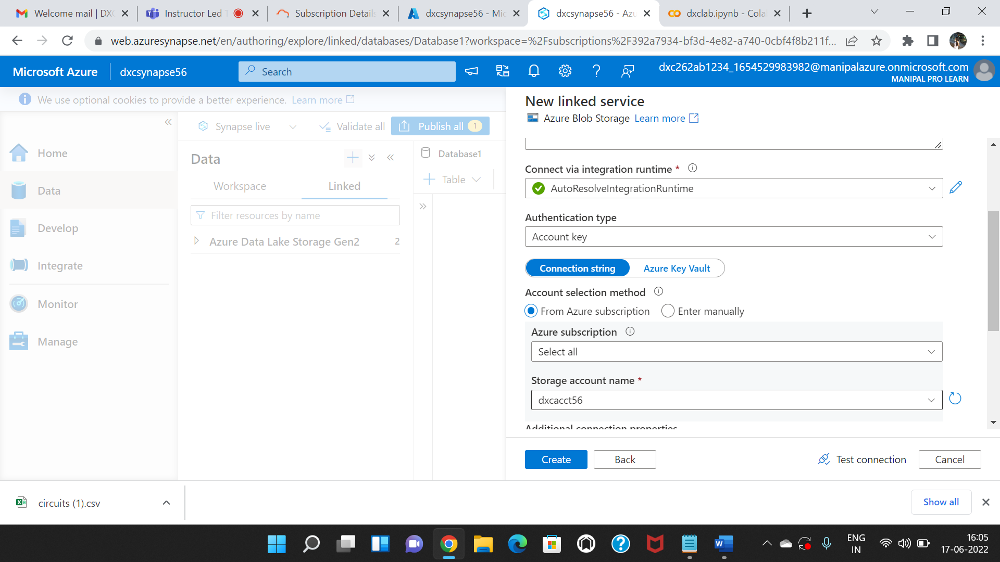 Welcome mail | DXC
Instructor Led T
Subscription Details
dxcsynapse56 - Mic
dxcsynapse56 - Azu
dxclab.ipynb - Colab
web.azuresynapse.net/en/authoring/explore/linked/databases/Database1?workspace=%2Fsubscriptions%2F392a7934-bf3d-4e82-a740-0cbf4f8b211f...
Microsoft Azure
dxcsynapse56
Search
dxc262ab1234_1654529983982@manipalazure.onmicrosoft.com
MANIPAL PRO LEARN
We use optional cookies to provide a better experience. Learn more
Home
Data
Develop
Integrate
Monitor
Manage
Synapse live
Validate all
Publish all 1
Data
Workspace
Linked
Filter resources by name
Azure Data Lake Storage Gen2 2
Database1
Table
New linked service
Azure Blob Storage Learn more
Connect via integration runtime *
AutoResolveIntegrationRuntime
Authentication type
Account key
Connection string
Azure Key Vault
Account selection method
From Azure subscription
Enter manually
Azure subscription
Select all
Storage account name *
dxcacct56
Additional connection properties
Create
Back
Test connection
Cancel
circuits (1).csv
Show all
ENG
IN
16:05
17-06-2022